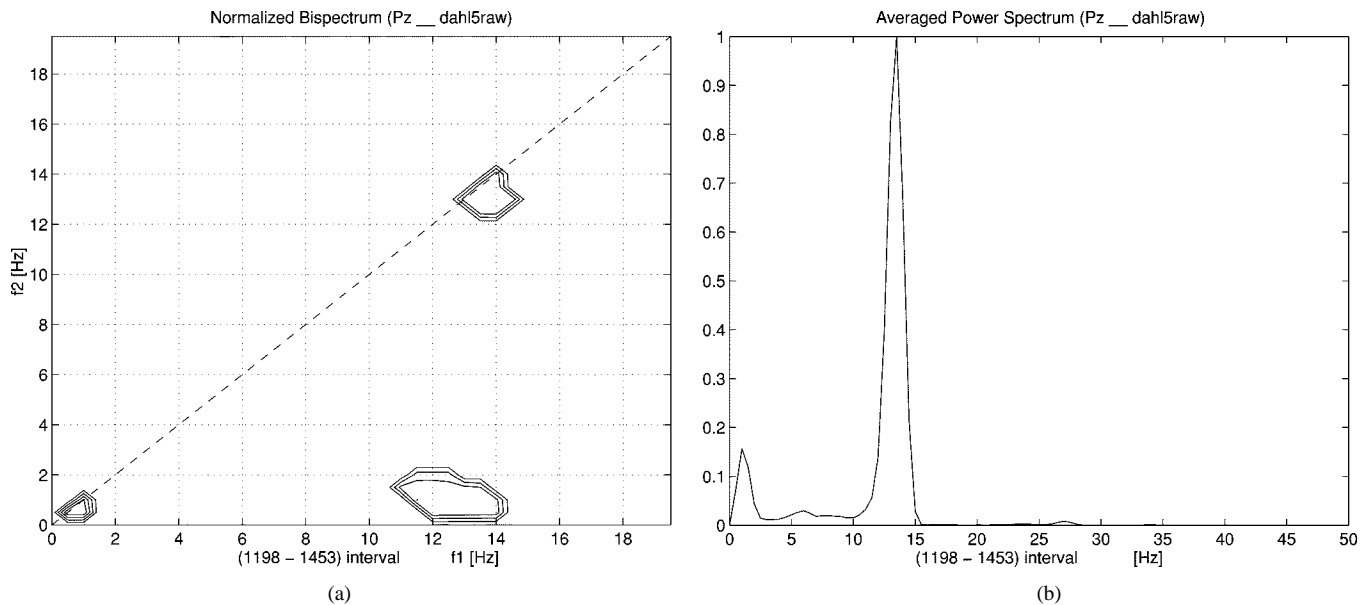 Normalized Bispectrum (Pz __ dahl5raw)
18
16
14
12
10
8
6
4
2
0
f2 [Hz]
0 2 4 6 8 10 12 14 16 18
(1198 – 1453) interval f1 [Hz]
(a)
Averaged Power Spectrum (Pz __ dahl5raw)
1
0.9
0.8
0.7
0.6
0.5
0.4
0.3
0.2
0.1
0
0 5 10 15 20 25 30 35 40 45 50
(1198 – 1453) interval [Hz]
(b)